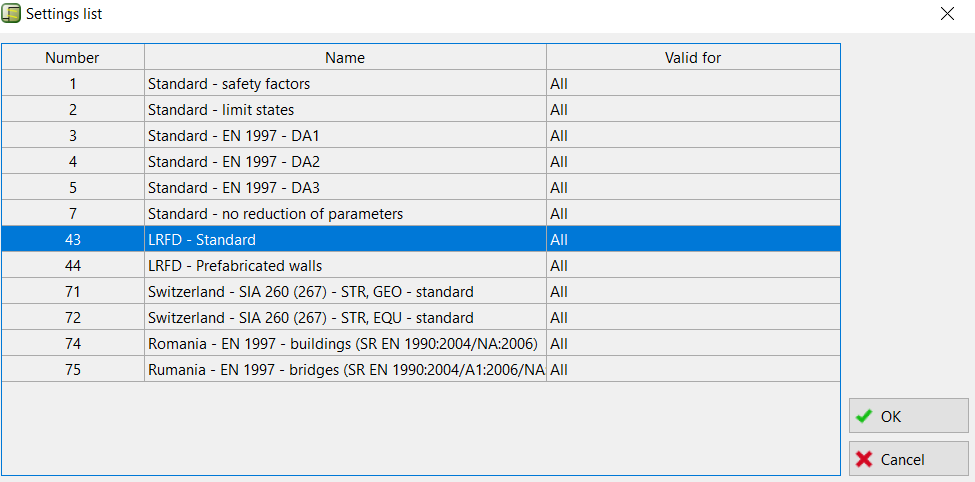 Settings list
Number Name Valid for
1 Standard - safety factors All
2 Standard - limit states All
3 Standard - EN 1997 - DA1 All
4 Standard - EN 1997 - DA2 All
5 Standard - EN 1997 - DA3 All
7 Standard - no reduction of parameters All
43 LRFD - Standard All
44 LRFD - Prefabricated walls All
71 Switzerland - SIA 260 (267) - STR, GEO - standard All
72 Switzerland - SIA 260 (267) - STR, EQU - standard All
74 Romania - EN 1997 - buildings (SR EN 1990:2004/NA:2006) All
75 Rumania - EN 1997 - bridges (SR EN 1990:2004/A1:2006/NA All
OK
Cancel